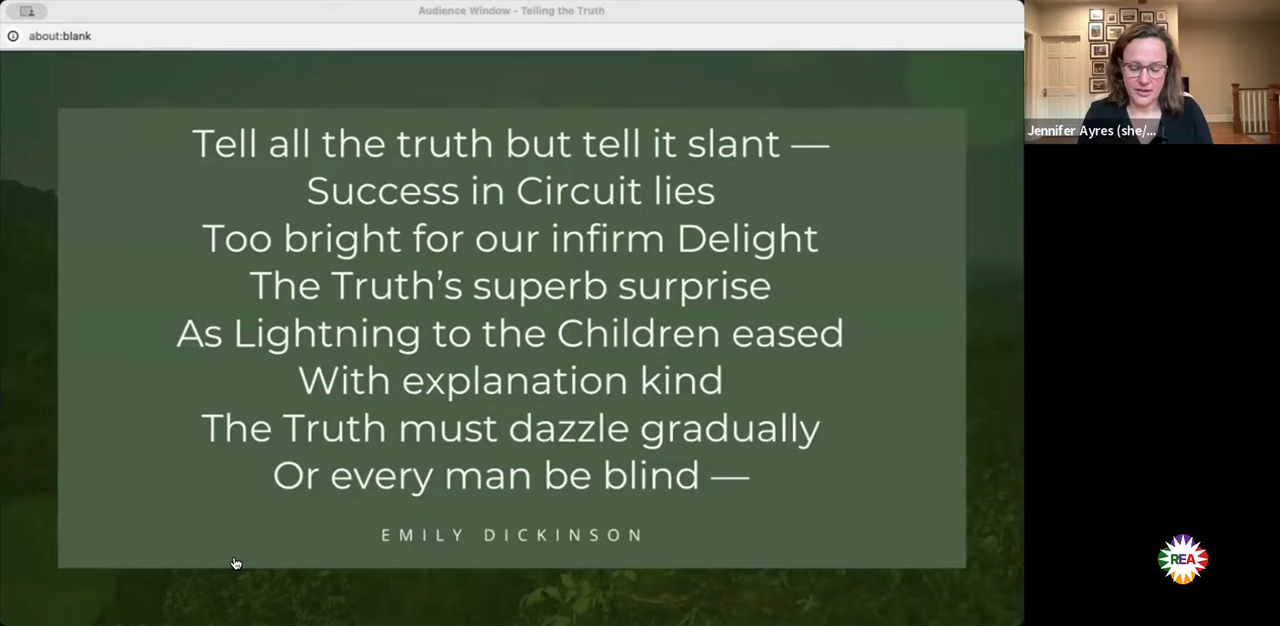 Audience Window - Telling the Truth
about:blank
Tell all the truth but tell it slant —
Success in Circuit lies
Too bright for our infirm Delight
The Truth’s superb surprise
As Lightning to the Children eased
With explanation kind
The Truth must dazzle gradually
Or every man be blind —
EMILY DICKINSON
Jennifer Ayres (she/...
REA